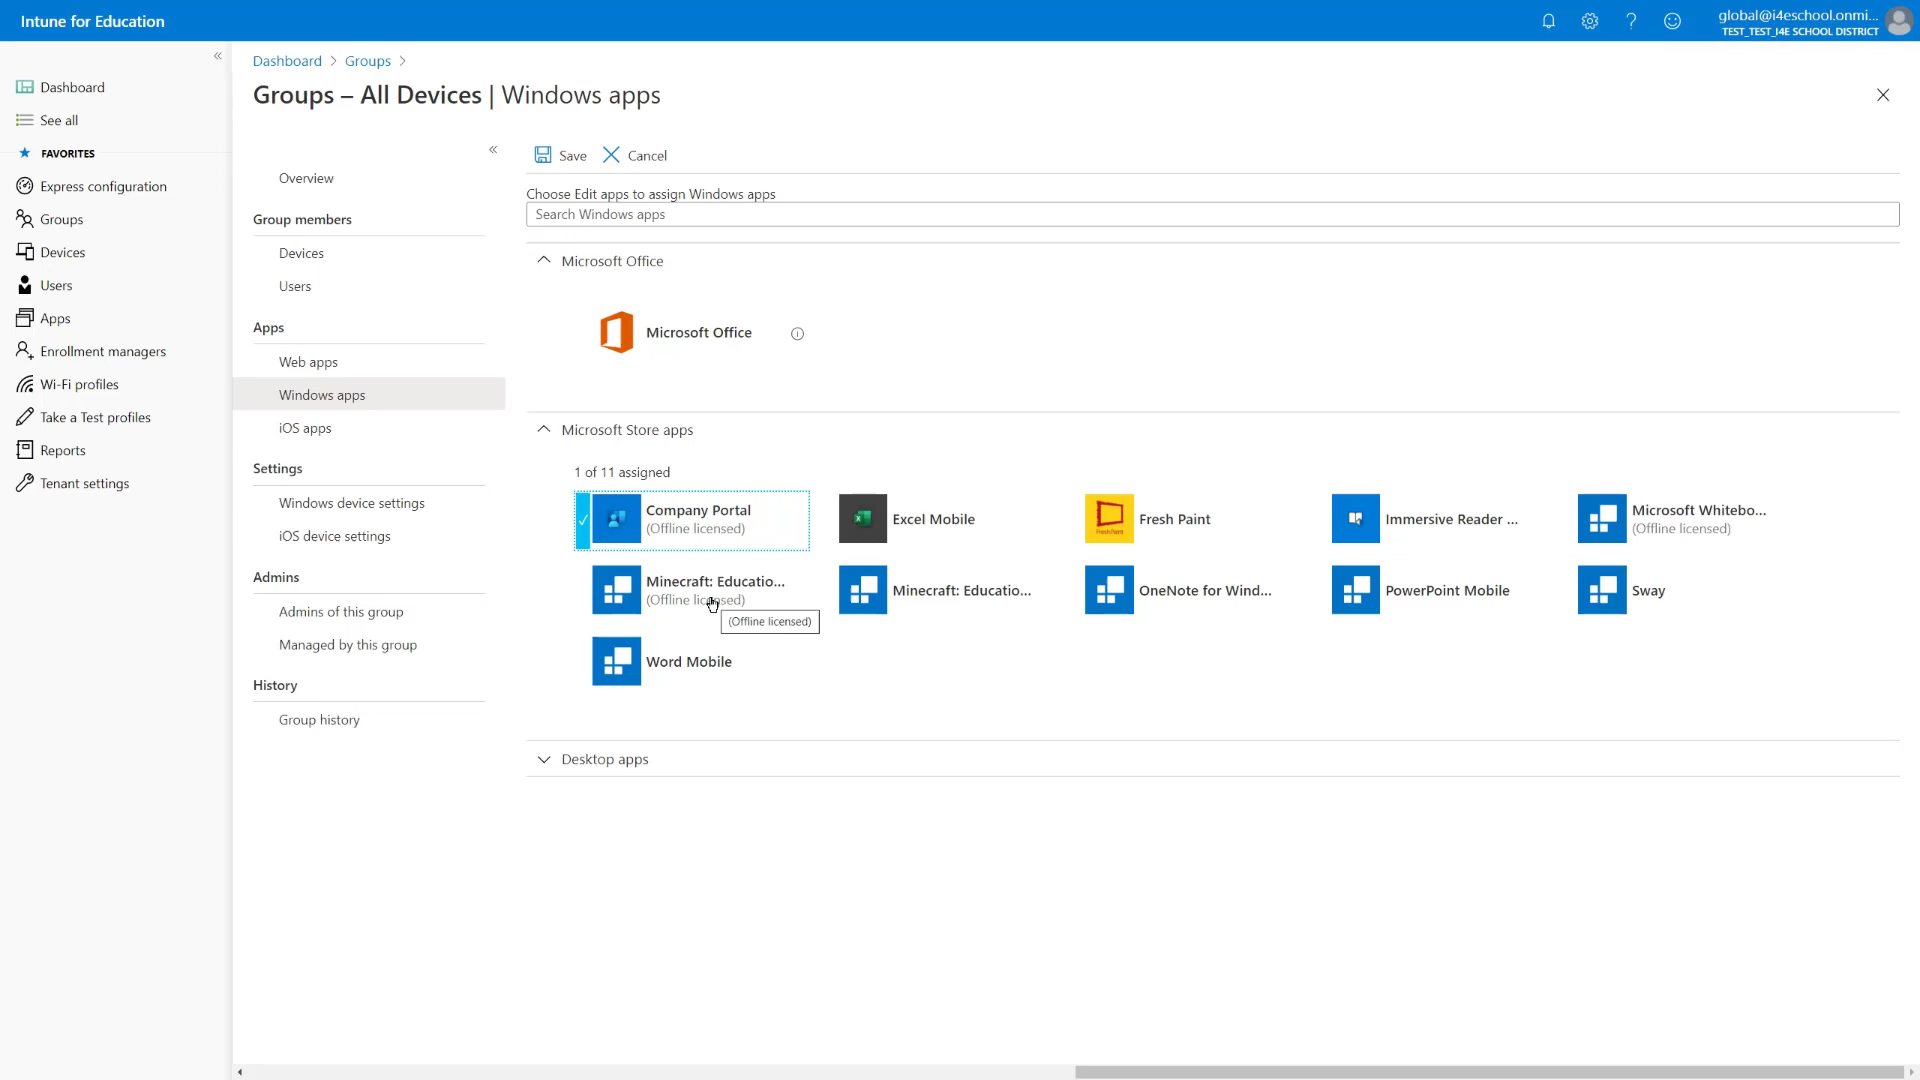 Intune for Education
global@i4eschool.onmi...
TEST_TEST_I4E SCHOOL DISTRICT
Dashboard
See all
FAVORITES
Express configuration
Groups
Devices
Users
Apps
Enrollment managers
Wi-Fi profiles
Take a Test profiles
Reports
Tenant settings
Dashboard > Groups >
Groups – All Devices | Windows apps
Overview
Group members
Devices
Users
Apps
Web apps
Windows apps
iOS apps
Settings
Windows device settings
iOS device settings
Admins
Admins of this group
Managed by this group
History
Group history
Save
Cancel
Choose Edit apps to assign Windows apps
Search Windows apps
Microsoft Office
Microsoft Office
Microsoft Store apps
1 of 11 assigned
Company Portal
(Offline licensed)
Excel Mobile
Fresh Paint
Immersive Reader ...
Microsoft Whitebo...
(Offline licensed)
Minecraft: Educatio...
(Offline licensed)
(Offline licensed)
Minecraft: Educatio...
OneNote for Wind...
PowerPoint Mobile
Sway
Word Mobile
Desktop apps